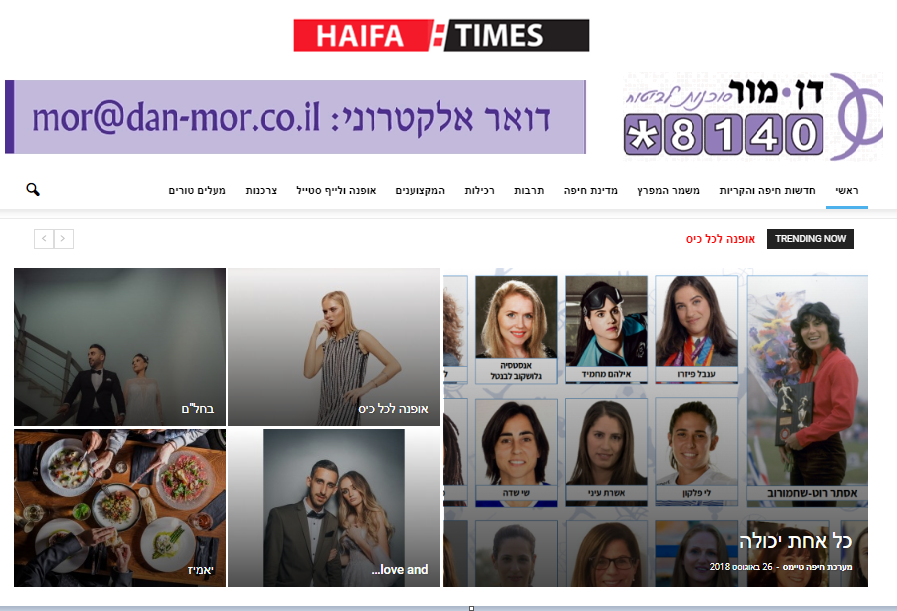 HAIFA TIMES
דואר אלקטרוני: mor@dan-mor.co.il
דן•מור סוכנות לביטוח
*8140
ראשי חדשות חיפה והקריות משמר המפרץ מדינת חיפה תרבות רכילות המקצוענים אופנה ולייף סטייל צרכנות מעלים טורים
TRENDING NOW אופנה לכל כיס
ענבל פיזרו
אילהם מחמיד
אנסטסיה
גלושקוב לבנטל
אסתר רוט-שחמורוב
לי פלקון
אשרת עיני
שי שדה
כל אחת יכולה
מערכת חיפה טיימס - 26 באוגוסט 2018
אופנה לכל כיס
בחל"ם
love and...
יאמיז